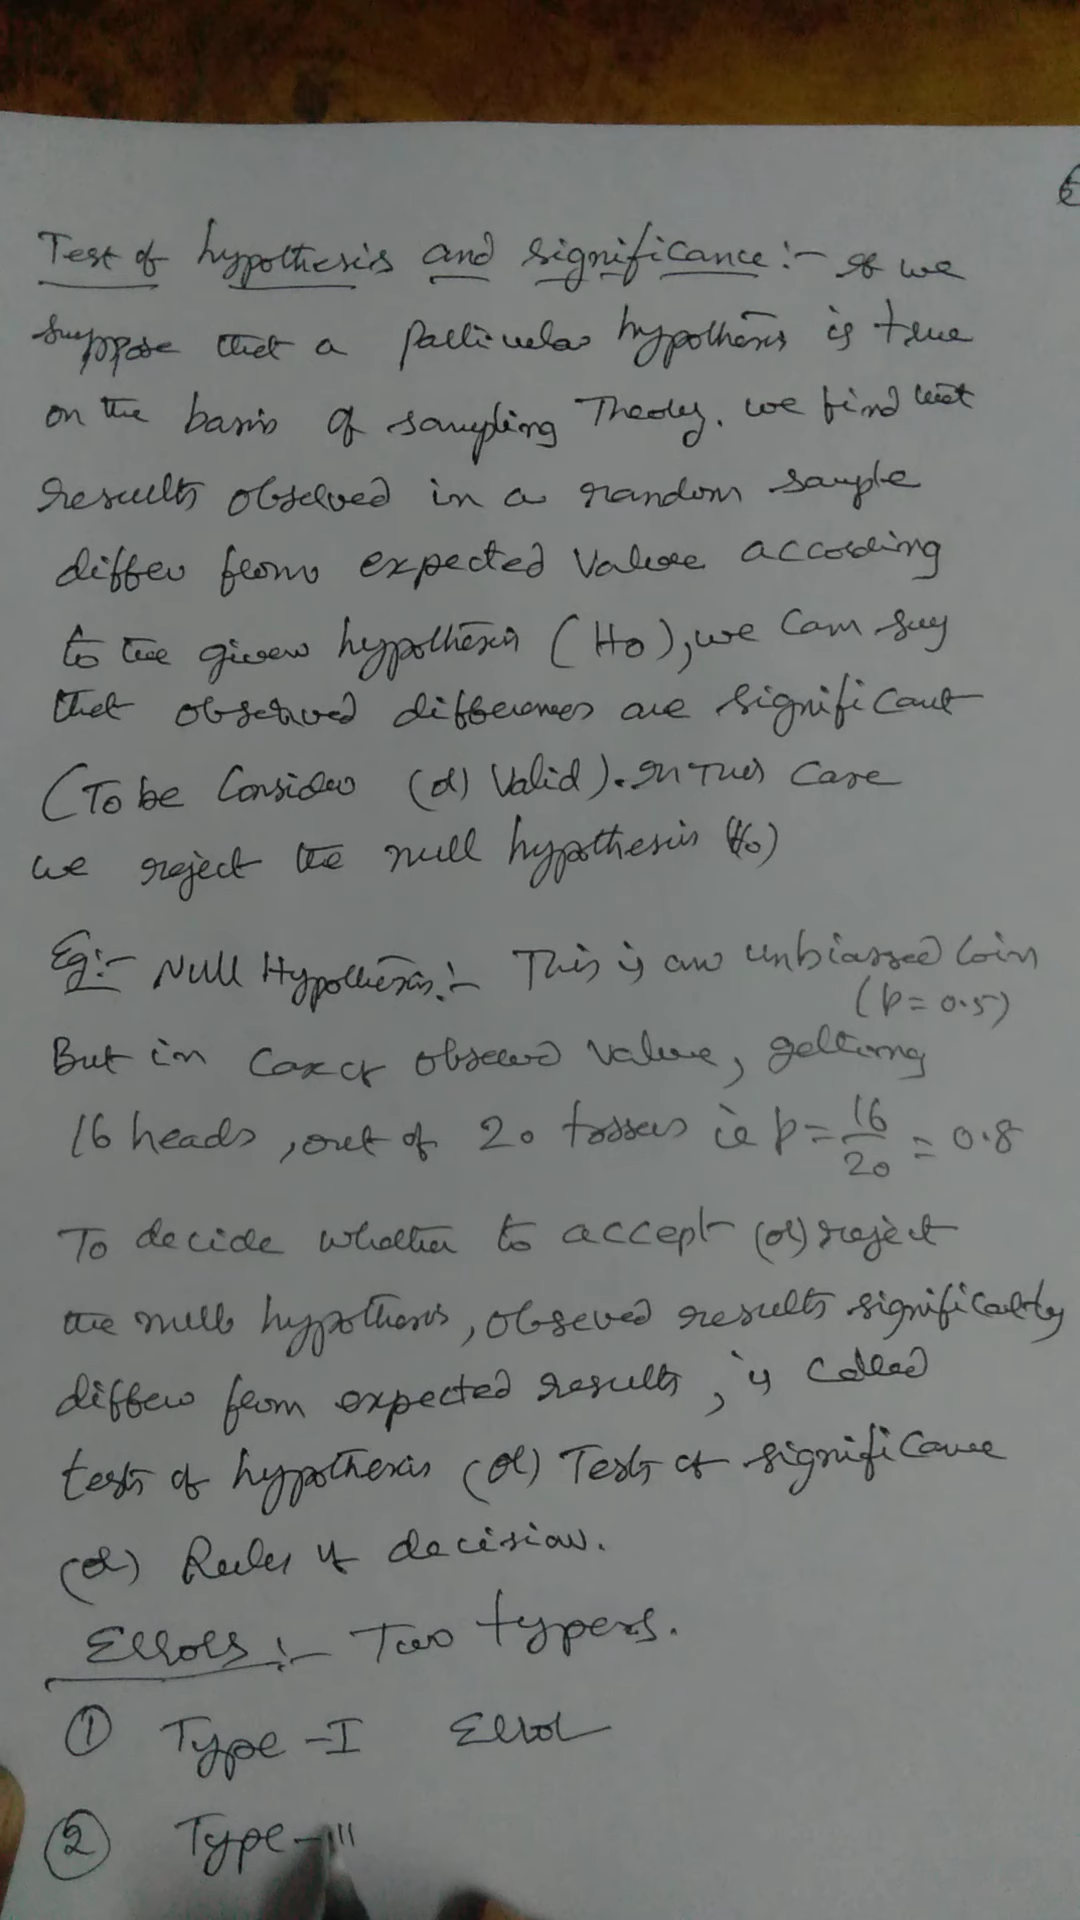 Test of hypothesis and significance:- If we
suppose that a particular hypothesis is true
on the basis of sampling Theory. we find that
results observed in a random sample
differ from expected Value according
to the given hypothesis (H0), we Can say
that observed differences are significant
(To be Consider (or) Valid). In This Case
we reject the null hypothesis (H0)
Eg:- Null Hypothesis:- This is an unbiassed Coin
(p = 0.5)
But in Case of observed Value, getting
16 heads, out of 20 tosses ie p = 16/20 = 0.8
To decide whether to accept (or) reject
the null hypothesis, observed results significantly
differ from expected results, is Called
tests of hypothesis (or) Tests of significance
(or) Rules of decision.
Errors:- Two types.
① Type-I Error
② Type-